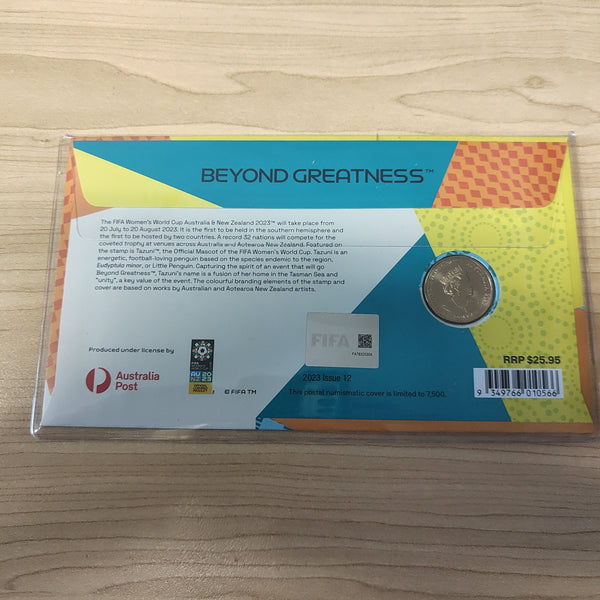 BEYOND GREATNESS™
The FIFA Women's World Cup Australia & New Zealand 2023™ will take place from
20 July to 20 August 2023. It is the first to be held in the southern hemisphere and
the first to be hosted by two countries. A record 32 nations will compete for the
coveted trophy at venues across Australia and Aotearoa New Zealand. Featured on
the stamp is Tazuni™, the Official Mascot of the FIFA Women's World Cup. Tazuni is an
energetic, football-loving penguin based on the species endemic to the region,
Eudyptula minor, or Little Penguin. Capturing the spirit of an event that will go
Beyond Greatness™, Tazuni's name is a fusion of her home in the Tasman Sea and
"unity", a key value of the event. The colourful branding elements of the stamp and
cover are based on works by Australian and Aotearoa New Zealand artists.
Produced under license by
Australia
Post
AU 20
NZ 23
© FIFA TM
FIFA
2023 Issue 12
This postal numismatic cover is limited to 7,500.
RRP $25.95
9 349766 010566